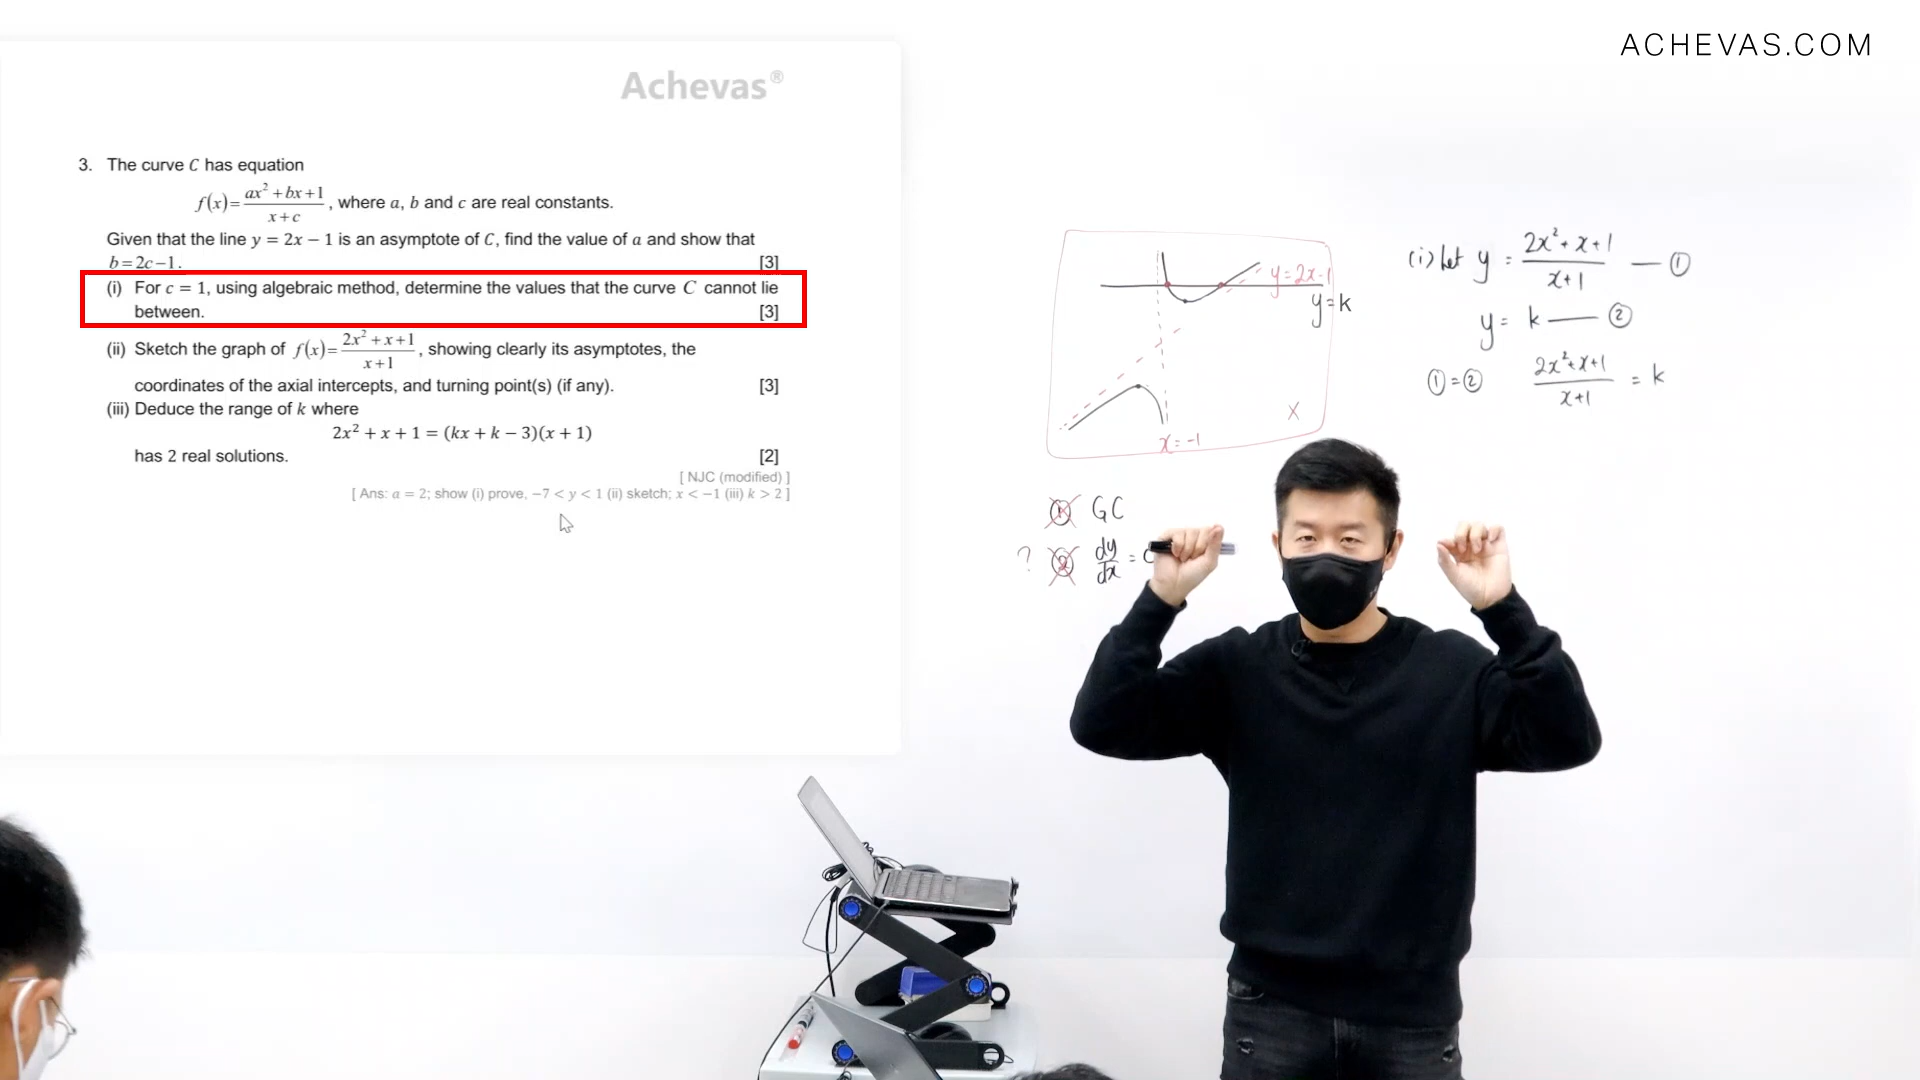 ACHEVAS.COM
Achevas®
3. The curve C has equation
f(x)= ax² + bx + 1 / x + c , where a, b and c are real constants.
Given that the line y = 2x − 1 is an asymptote of C, find the value of a and show that
b = 2c − 1. [3]
(i) For c = 1, using algebraic method, determine the values that the curve C cannot lie
between. [3]
(ii) Sketch the graph of f(x)= 2x² + x + 1 / x + 1 , showing clearly its asymptotes, the
coordinates of the axial intercepts, and turning point(s) (if any). [3]
(iii) Deduce the range of k where
2x² + x + 1 = (kx + k − 3)(x + 1)
has 2 real solutions. [2]
[ NJC (modified) ]
[ Ans: a = 2; show (i) prove, −7 < y < 1 (ii) sketch; x < −1 (iii) k > 2 ]
y=2x-1
y=k
x=-1
X
① GC
? ② dy/dx = 0
(i) Let y = 2x²+x+1 / x+1 — ①
y = k — ②
①=② 2x²+x+1 / x+1 = k